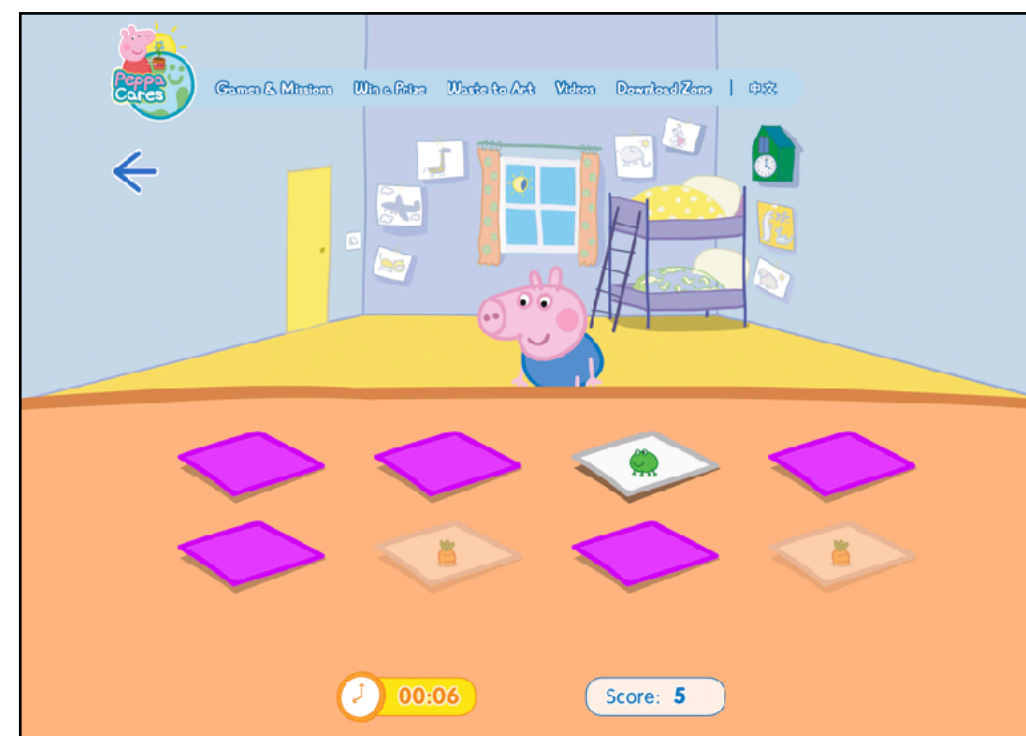 Peppa
Cares
Games & Missions Win a Prize Waste to Art Videos Download Zone | 中文
00:06 Score: 5